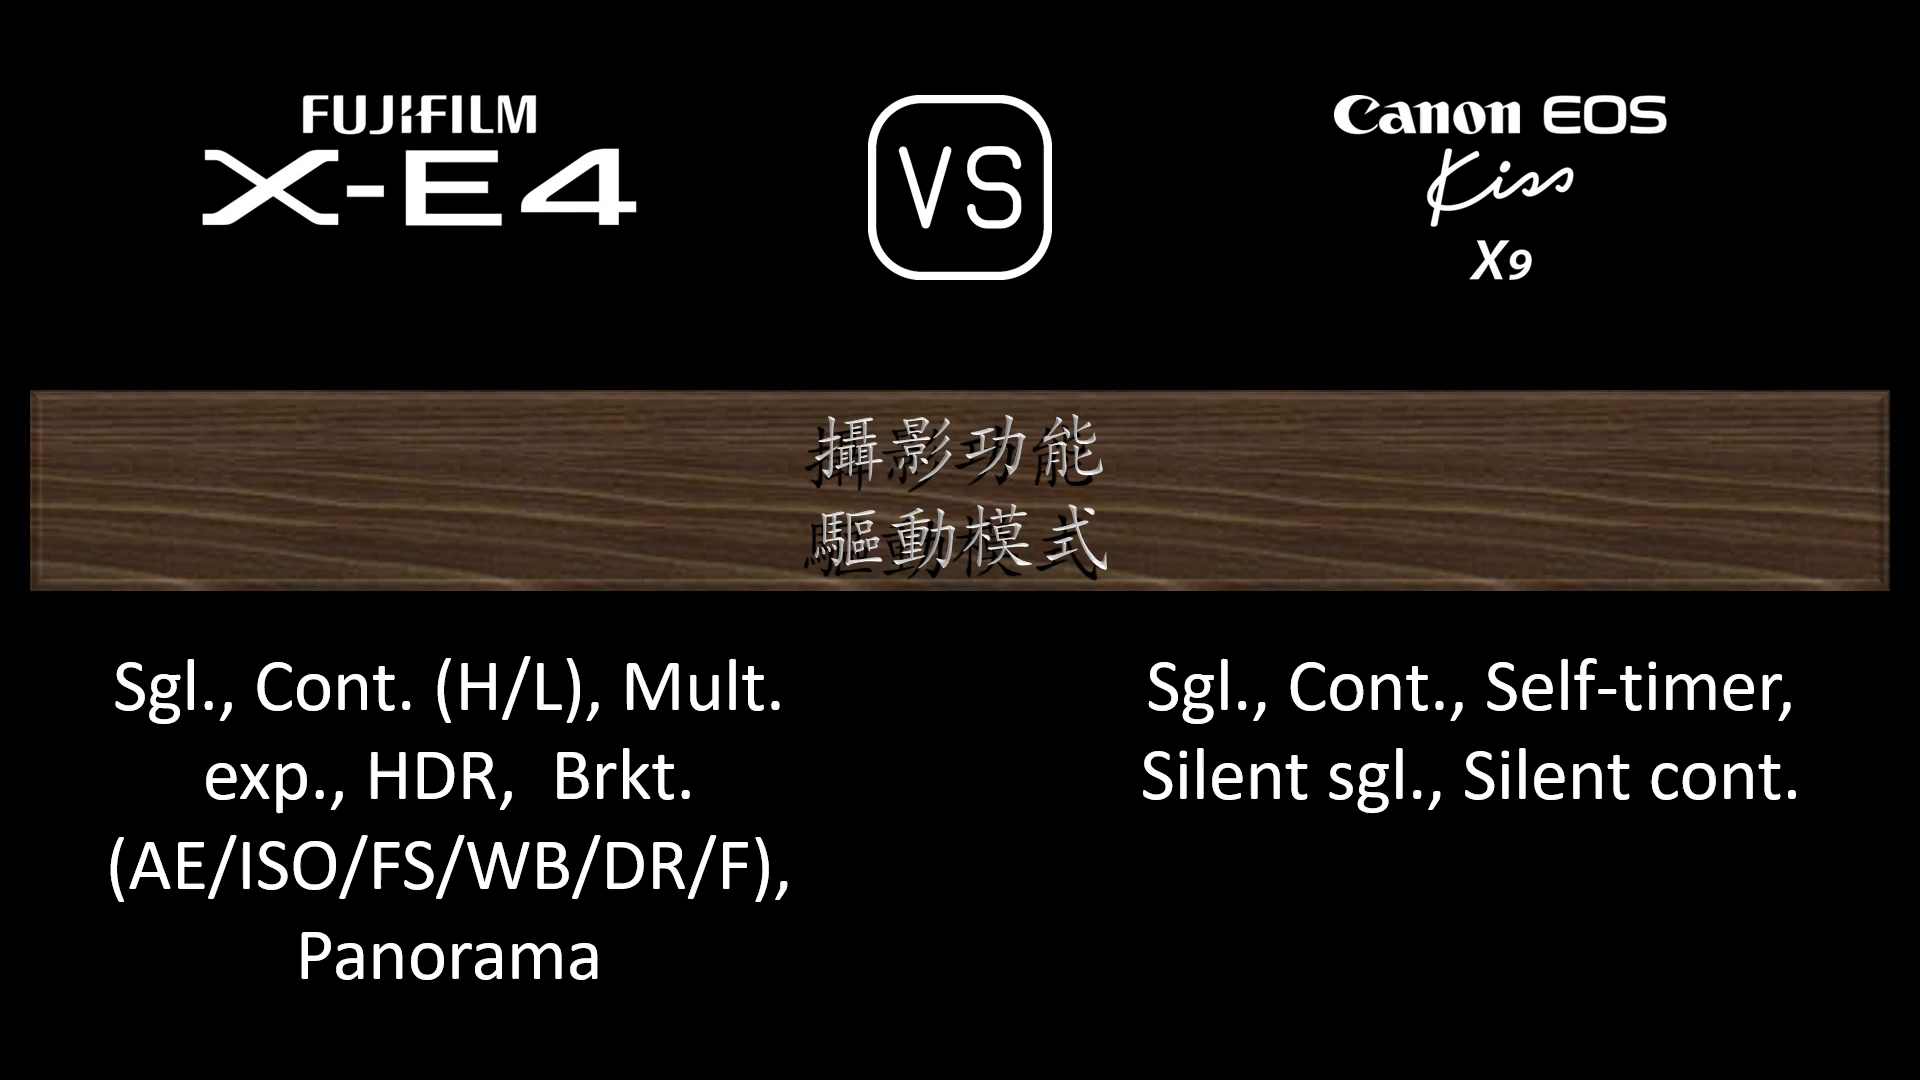 FUJIFILM
X-E4
VS
Canon EOS
Kiss
X9
攝影功能
驅動模式
Sgl., Cont. (H/L), Mult.
exp., HDR,  Brkt.
(AE/ISO/FS/WB/DR/F),
Panorama
Sgl., Cont., Self-timer,
Silent sgl., Silent cont.